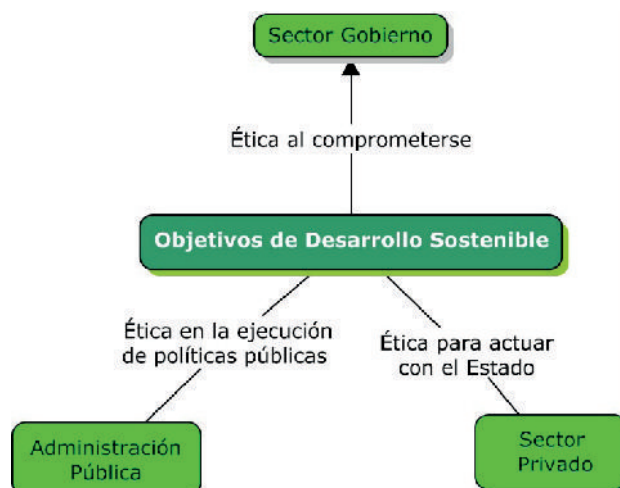 Sector Gobierno
Ética al comprometerse
Objetivos de Desarrollo Sostenible
Ética en la ejecución
de políticas públicas
Ética para actuar
con el Estado
Administración
Pública
Sector
Privado